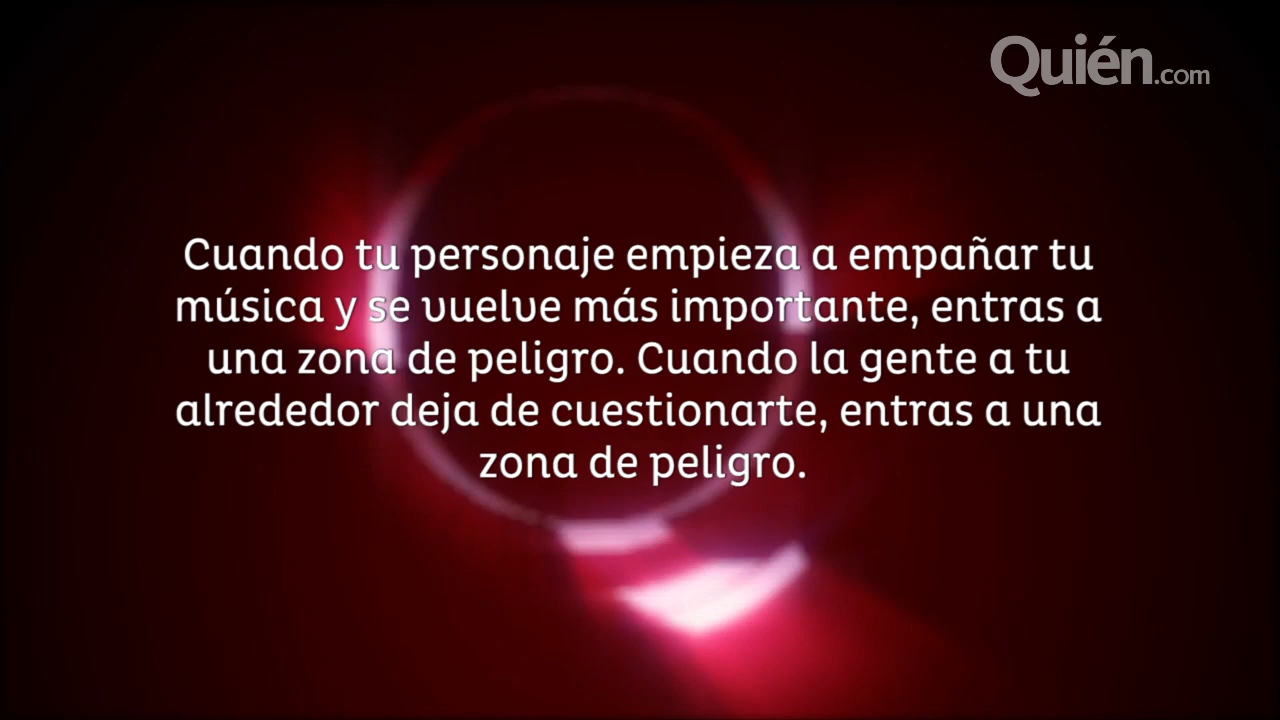 Quién.com
Cuando tu personaje empieza a empañar tu
música y se vuelve más importante, entras a
una zona de peligro. Cuando la gente a tu
alrededor deja de cuestionarte, entras a una
zona de peligro.